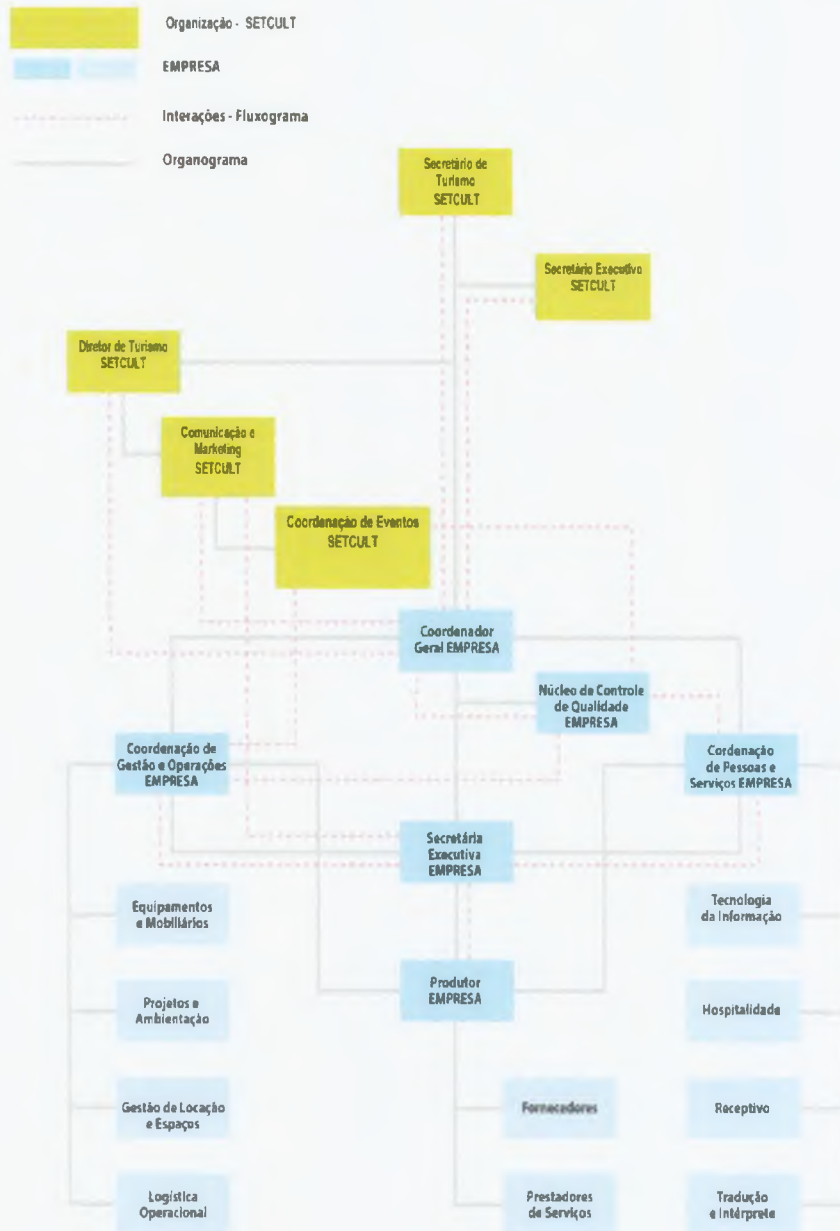 Organização - SETCULT
EMPRESA
Interações - Fluxograma
Organograma
Secretário de
Turismo
SETCULT
Secretário Executivo
SETCULT
Diretor de Turismo
SETCULT
Comunicação e
Marketing
SETCULT
Coordenação de Eventos
SETCULT
Coordenador
Geral EMPRESA
Núcleo de Controle
de Qualidade
EMPRESA
Coordenação de
Gestão e Operações
EMPRESA
Cordenação
de Pessoas e
Serviços EMPRESA
Secretária
Executiva
EMPRESA
Equipamentos
e Mobiliários
Tecnologia
da Informação
Produtor
EMPRESA
Projetos e
Ambientação
Hospitalidade
Gestão de Locação
e Espaços
Fornecedores
Receptivo
Logística
Operacional
Prestadores
de Serviços
Tradução
e Intérprete